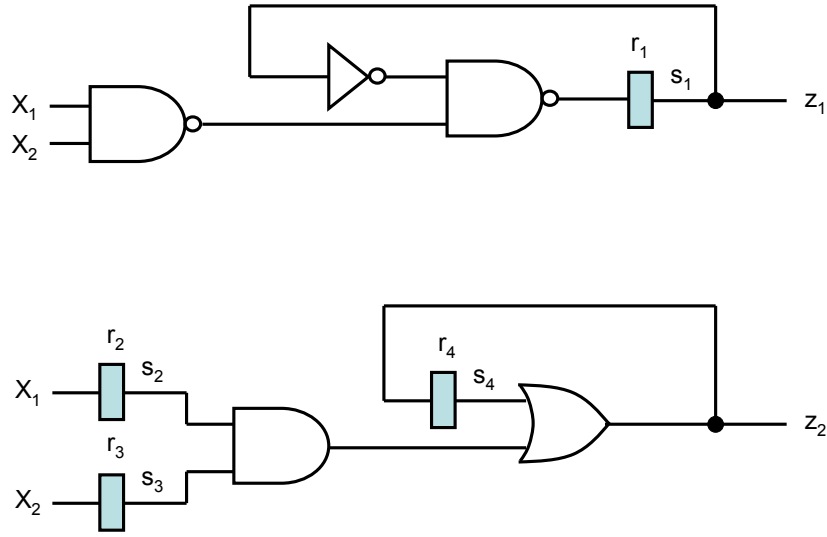 r₁
s₁
X₁
z₁
X₂
r₂
r₄
s₂
s₄
X₁
z₂
r₃
s₃
X₂